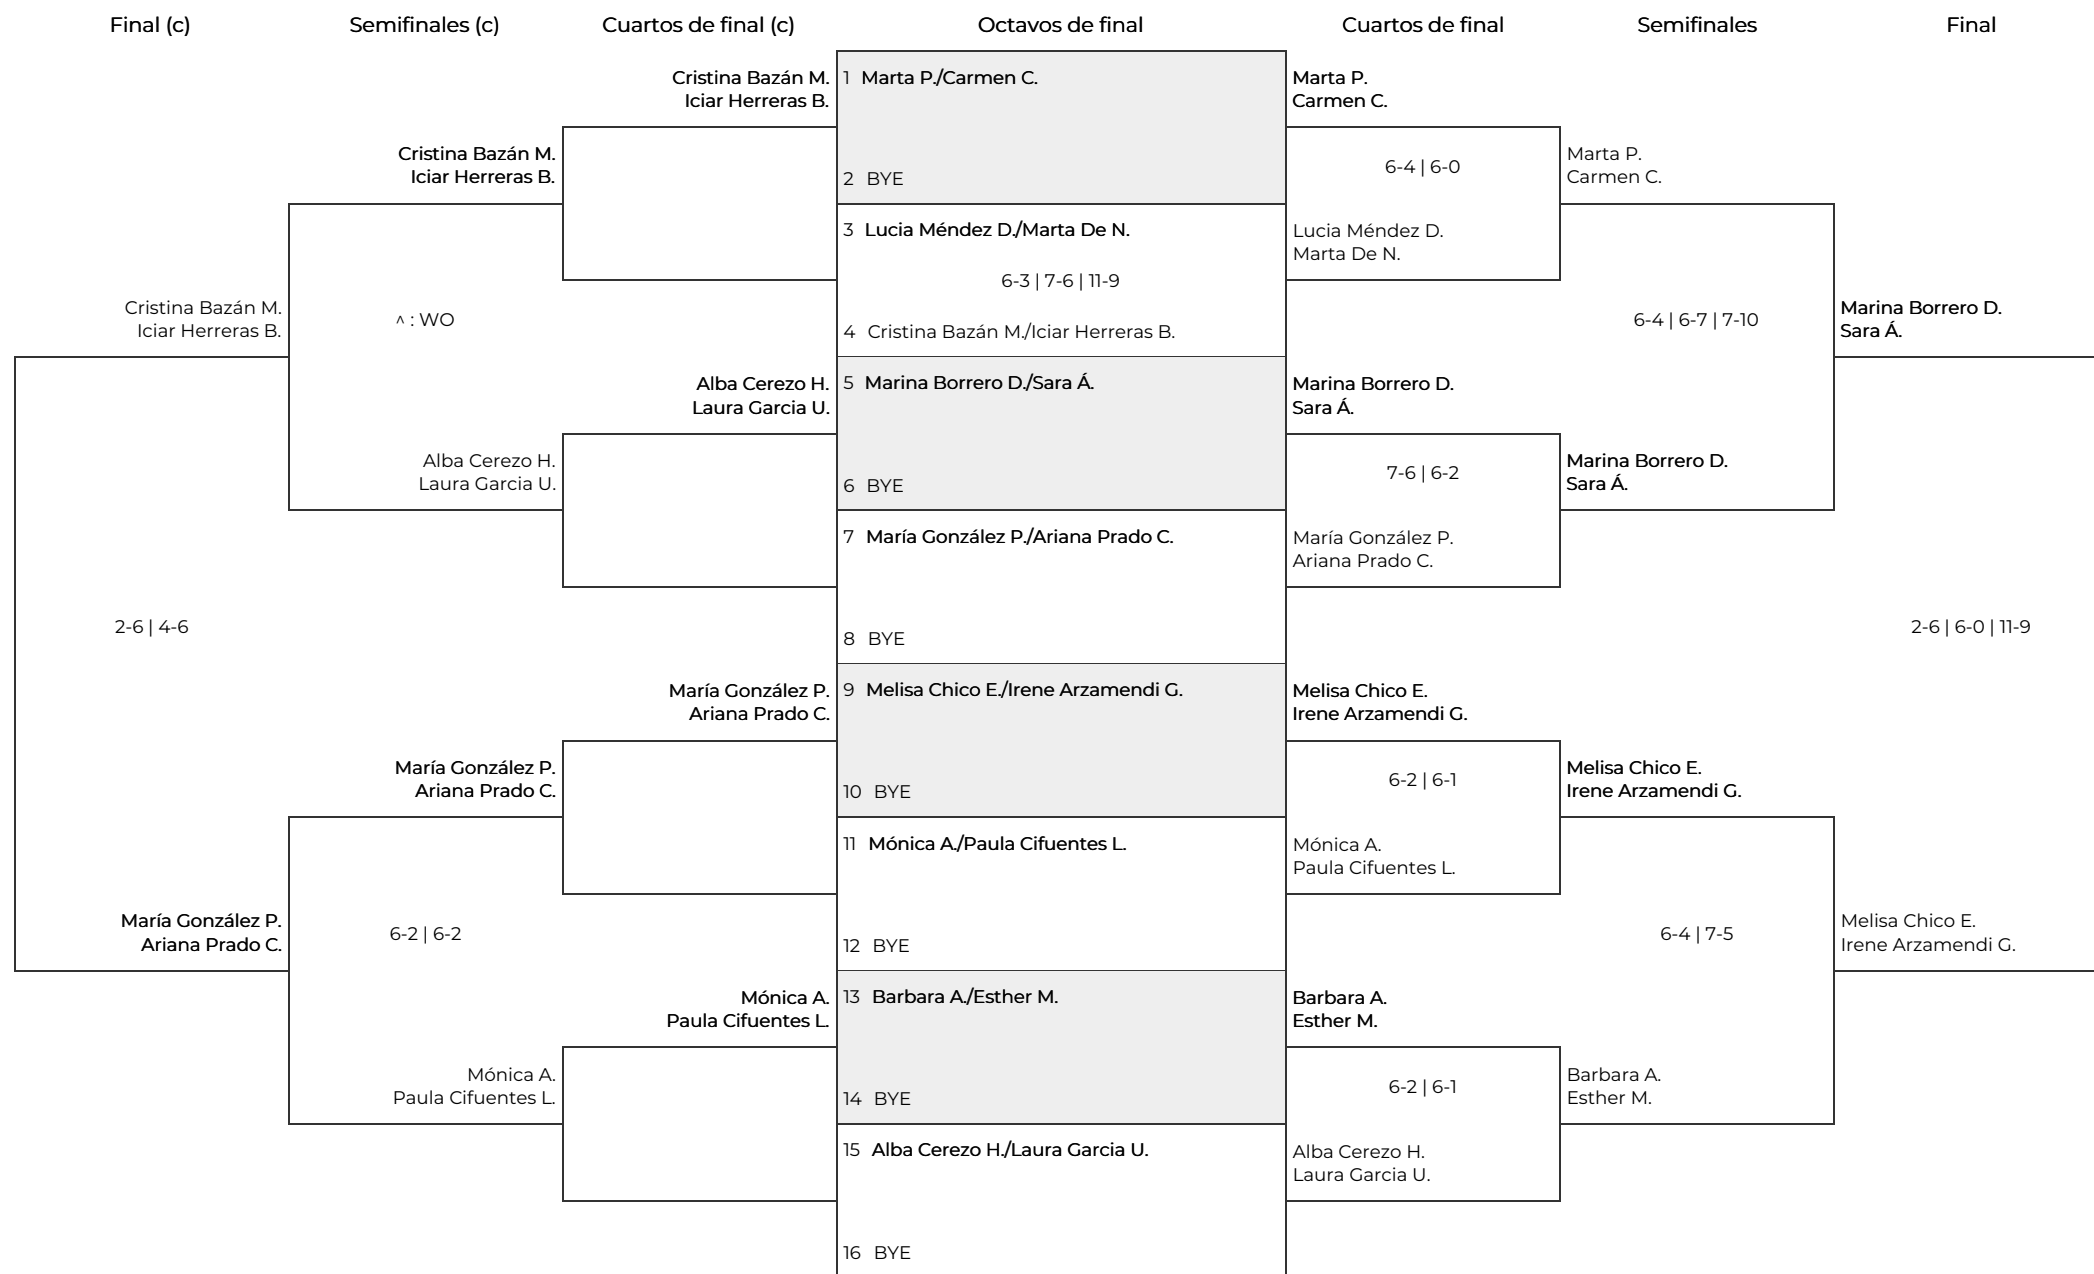 Final (c)
Semifinales (c)
Cuartos de final (c)
Octavos de final
Cuartos de final
Semifinales
Final
Cristina Bazán M.
Iciar Herreras B.
2-6 | 4-6
María González P.
Ariana Prado C.
Cristina Bazán M.
Iciar Herreras B.
^ : WO
Alba Cerezo H.
Laura Garcia U.
María González P.
Ariana Prado C.
6-2 | 6-2
Mónica A.
Paula Cifuentes L.
Cristina Bazán M.
Iciar Herreras B.
Alba Cerezo H.
Laura Garcia U.
María González P.
Ariana Prado C.
Mónica A.
Paula Cifuentes L.
1 Marta P./Carmen C.
2 BYE
3 Lucia Méndez D./Marta De N.
6-3 | 7-6 | 11-9
4 Cristina Bazán M./Iciar Herreras B.
5 Marina Borrero D./Sara Á.
6 BYE
7 María González P./Ariana Prado C.
8 BYE
9 Melisa Chico E./Irene Arzamendi G.
10 BYE
11 Mónica A./Paula Cifuentes L.
12 BYE
13 Barbara A./Esther M.
14 BYE
15 Alba Cerezo H./Laura Garcia U.
16 BYE
Marta P.
Carmen C.
6-4 | 6-0
Lucia Méndez D.
Marta De N.
Marina Borrero D.
Sara Á.
7-6 | 6-2
María González P.
Ariana Prado C.
Melisa Chico E.
Irene Arzamendi G.
6-2 | 6-1
Mónica A.
Paula Cifuentes L.
Barbara A.
Esther M.
6-2 | 6-1
Alba Cerezo H.
Laura Garcia U.
Marta P.
Carmen C.
6-4 | 6-7 | 7-10
Marina Borrero D.
Sara Á.
Melisa Chico E.
Irene Arzamendi G.
6-4 | 7-5
Barbara A.
Esther M.
Marina Borrero D.
Sara Á.
2-6 | 6-0 | 11-9
Melisa Chico E.
Irene Arzamendi G.